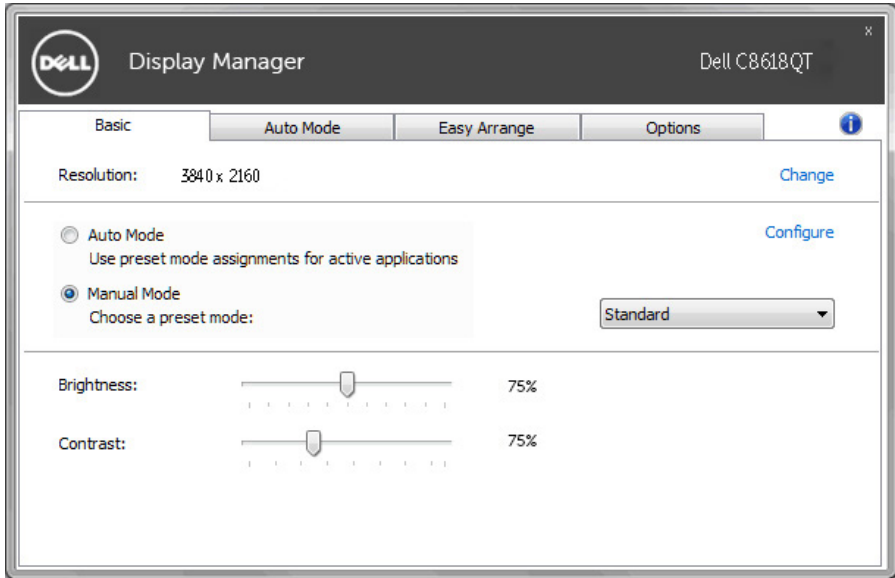 x
DELL
Display Manager
Dell C8618QT
Basic
Auto Mode
Easy Arrange
Options
i
Resolution: 3840 x 2160
Change
Auto Mode
Configure
Use preset mode assignments for active applications
Manual Mode
Choose a preset mode:
Standard
Brightness: 75%
Contrast: 75%